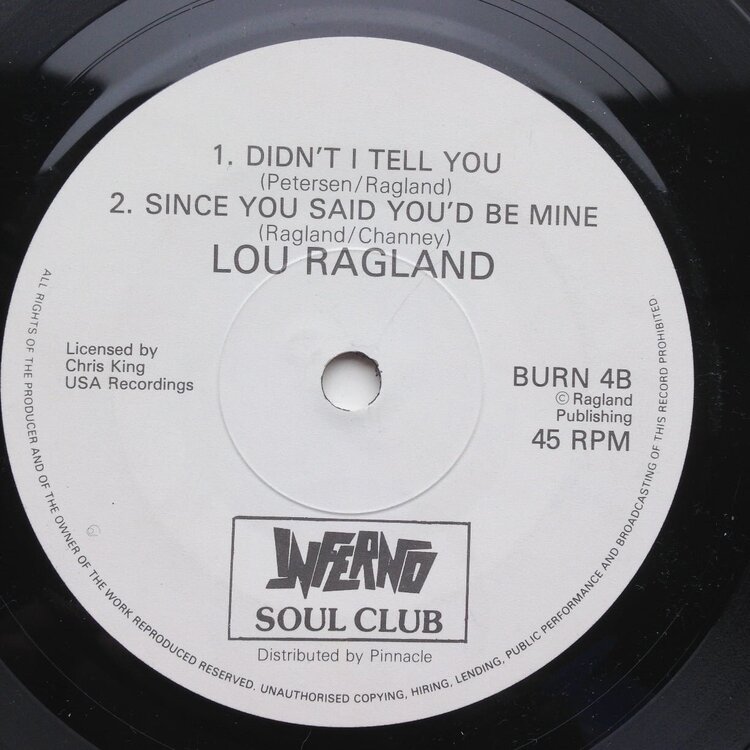 1. DIDN'T I TELL YOU
(Petersen/Ragland)
2. SINCE YOU SAID YOU'D BE MINE
(Ragland/Channey)
LOU RAGLAND
Licensed by
Chris King
USA Recordings
BURN 4B
© Ragland
Publishing
45 RPM
INFERNO
SOUL CLUB
Distributed by Pinnacle
ALL RIGHTS OF THE PRODUCER AND OF THE OWNER OF THE WORK REPRODUCED RESERVED. UNAUTHORISED COPYING, HIRING, LENDING, PUBLIC PERFORMANCE AND BROADCASTING OF THIS RECORD PROHIBITED